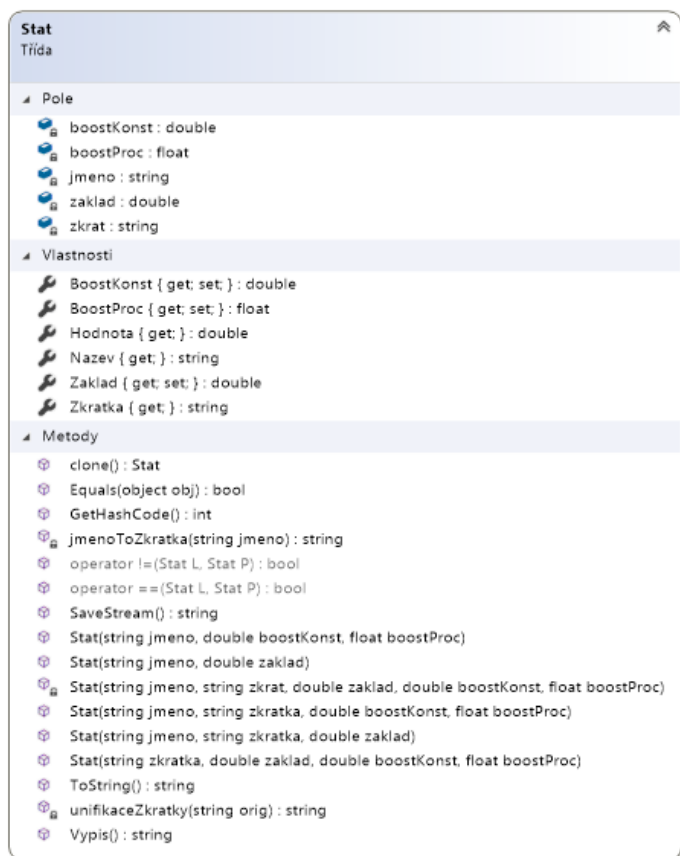 Stat
Třída
Pole
boostKonst : double
boostProc : float
jmeno : string
zaklad : double
zkrat : string
Vlastnosti
BoostKonst { get; set; } : double
BoostProc { get; set; } : float
Hodnota { get; } : double
Nazev { get; } : string
Zaklad { get; set; } : double
Zkratka { get; } : string
Metody
clone() : Stat
Equals(object obj) : bool
GetHashCode() : int
jmenoToZkratka(string jmeno) : string
operator !=(Stat L, Stat P) : bool
operator ==(Stat L, Stat P) : bool
SaveStream() : string
Stat(string jmeno, double boostKonst, float boostProc)
Stat(string jmeno, double zaklad)
Stat(string jmeno, string zkrat, double zaklad, double boostKonst, float boostProc)
Stat(string jmeno, string zkratka, double boostKonst, float boostProc)
Stat(string jmeno, string zkratka, double zaklad)
Stat(string zkratka, double zaklad, double boostKonst, float boostProc)
ToString() : string
unifikaceZkratky(string orig) : string
Vypis() : string